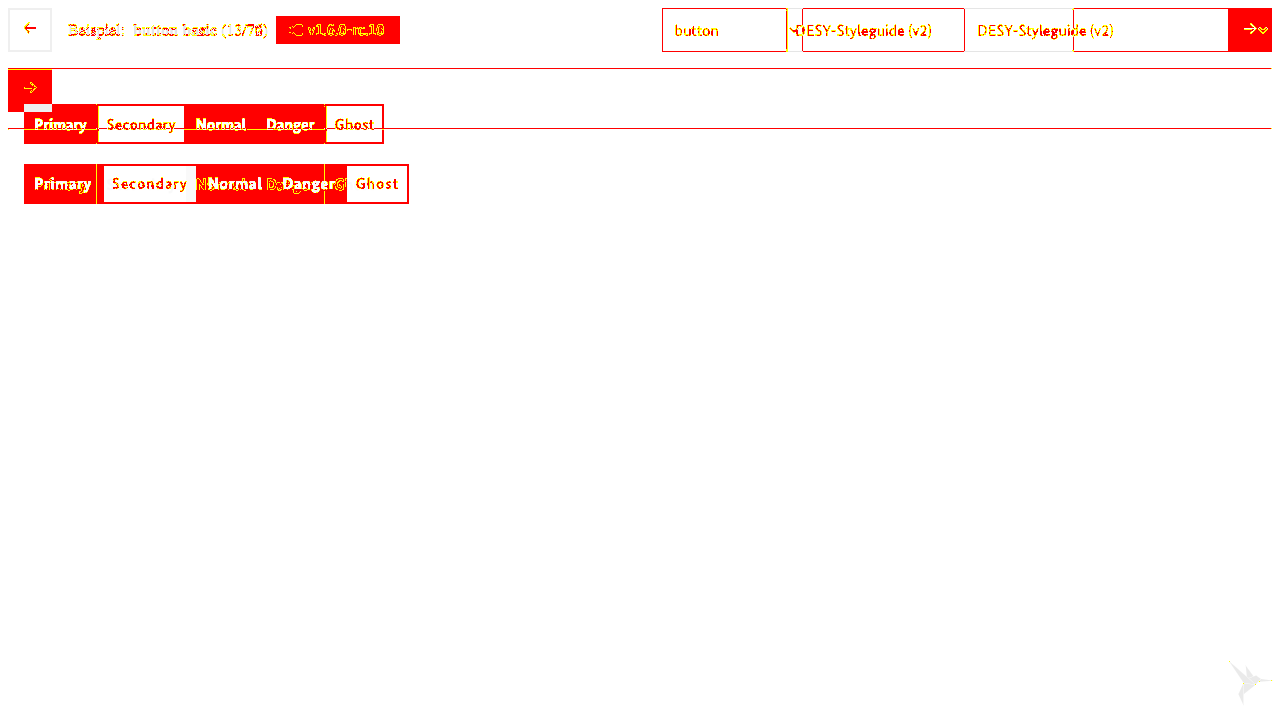 Beispiel: button basic (13/76) v1.6.0-rc.10 button DESY-Styleguide (v2) DESY-Styleguide (v2)
Primary Secondary Normal Danger Ghost
Primary Secondary Normal Danger Ghost